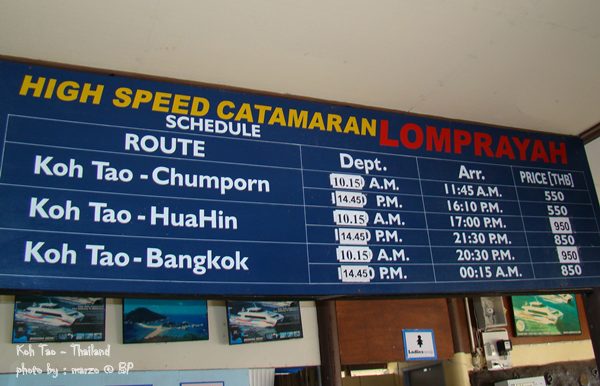 HIGH SPEED CATAMARAN LOMPRAYAH
SCHEDULE
ROUTE Dept. Arr. PRICE [THB]
Koh Tao - Chumporn 10.15 A.M. 11:45 A.M. 550
14.45 P.M. 16:10 P.M. 550
Koh Tao - HuaHin 10.15 A.M. 17:00 P.M. 950
14.45 P.M. 21:30 P.M. 850
Koh Tao - Bangkok 10.15 A.M. 20:30 P.M. 950
14.45 P.M. 00:15 A.M. 850
Ladies
Koh Tao - Thailand
photo by : marzo @ BP